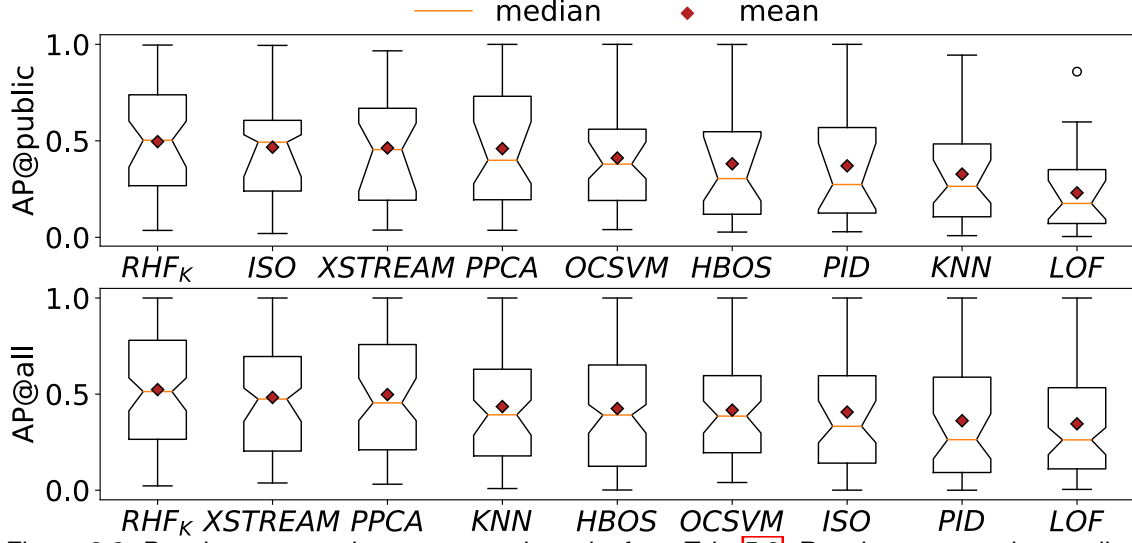 median mean
AP@public
1.0
0.5
0.0
RHF_K ISO XSTREAM PPCA OCSVM HBOS PID KNN LOF
AP@all
1.0
0.5
0.0
RHF_K XSTREAM PPCA KNN HBOS OCSVM ISO PID LOF